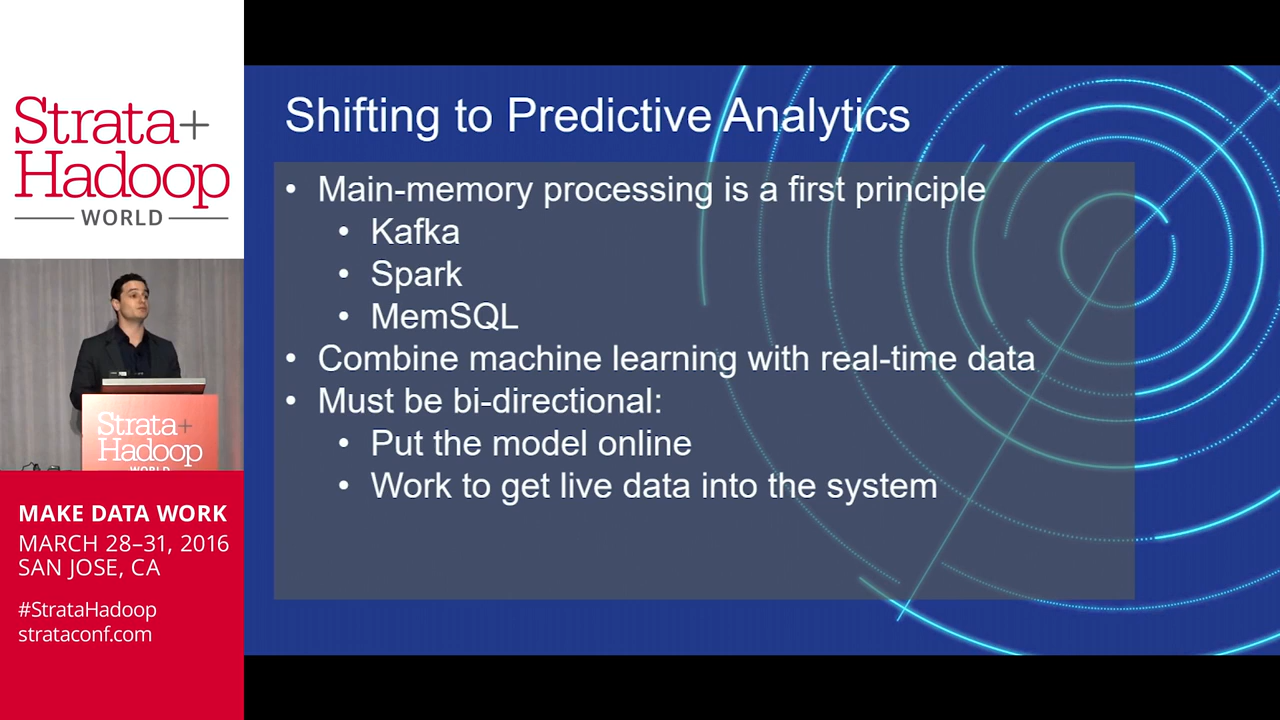 Strata+
Hadoop
WORLD
Strata+
Hadoop
WORLD
MAKE DATA WORK
MARCH 28–31, 2016
SAN JOSE, CA
#StrataHadoop
strataconf.com
Shifting to Predictive Analytics
• Main-memory processing is a first principle
• Kafka
• Spark
• MemSQL
• Combine machine learning with real-time data
• Must be bi-directional:
• Put the model online
• Work to get live data into the system